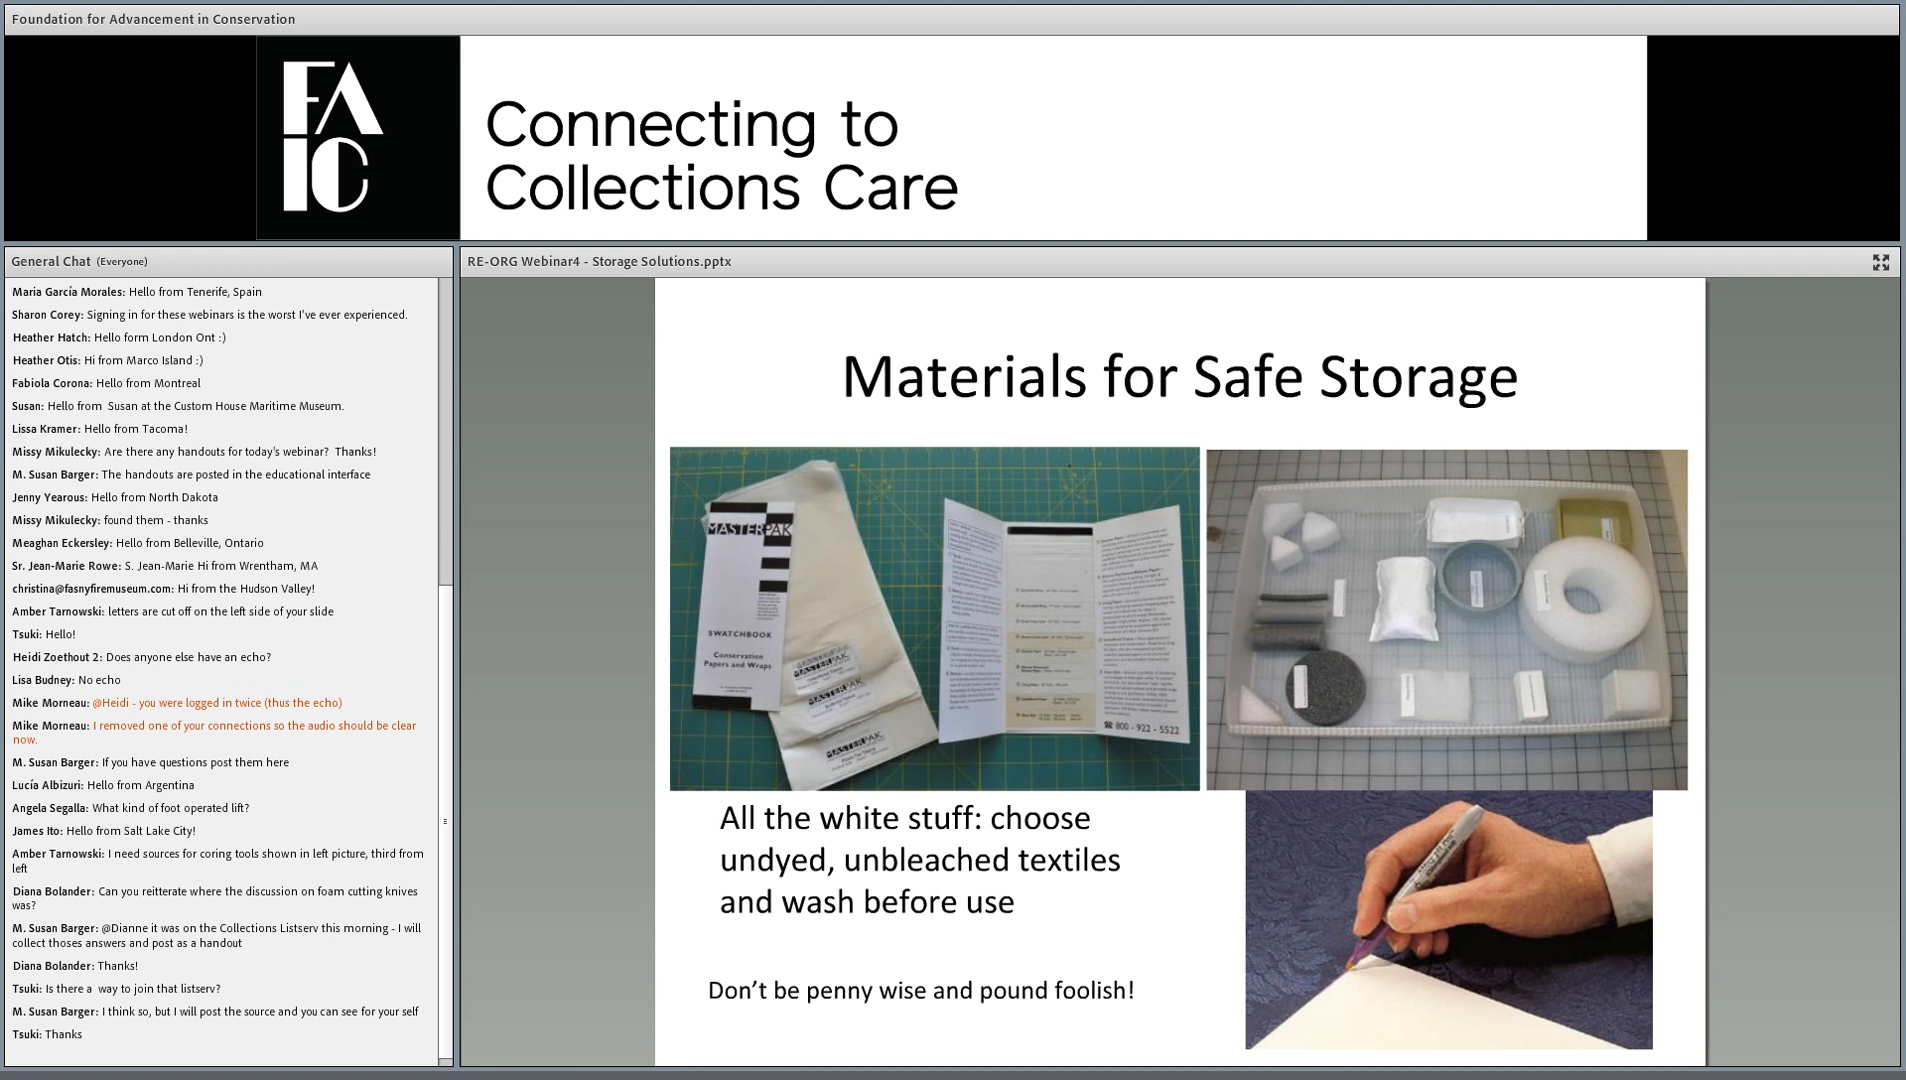 Foundation for Advancement in Conservation
FA
IC
Connecting to
Collections Care
General Chat (Everyone)
Maria García Morales: Hello from Tenerife, Spain
Sharon Corey: Signing in for these webinars is the worst I've ever experienced.
Heather Hatch: Hello form London Ont :)
Heather Otis: Hi from Marco Island :)
Fabiola Corona: Hello from Montreal
Susan: Hello from  Susan at the Custom House Maritime Museum.
Lissa Kramer: Hello from Tacoma!
Missy Mikulecky: Are there any handouts for today's webinar?  Thanks!
M. Susan Barger: The handouts are posted in the educational interface
Jenny Yearous: Hello from North Dakota
Missy Mikulecky: found them - thanks
Meaghan Eckersley: Hello from Belleville, Ontario
Sr. Jean-Marie Rowe: S. Jean-Marie Hi from Wrentham, MA
christina@fasnyfiremuseum.com: Hi from the Hudson Valley!
Amber Tarnowski: letters are cut off on the left side of your slide
Tsuki: Hello!
Heidi Zoethout 2: Does anyone else have an echo?
Lisa Budney: No echo
Mike Morneau: @Heidi - you were logged in twice (thus the echo)
Mike Morneau: I removed one of your connections so the audio should be clear
now.
M. Susan Barger: If you have questions post them here
Lucía Albizuri: Hello from Argentina
Angela Segalla: What kind of foot operated lift?
James Ito: Hello from Salt Lake City!
Amber Tarnowski: I need sources for coring tools shown in left picture, third from
left
Diana Bolander: Can you reitterate where the discussion on foam cutting knives
was?
M. Susan Barger: @Dianne it was on the Collections Listserv this morning - I will
collect thoses answers and post as a handout
Diana Bolander: Thanks!
Tsuki: Is there a  way to join that listserv?
M. Susan Barger: I think so, but I will post the source and you can see for your self
Tsuki: Thanks
RE-ORG Webinar4 - Storage Solutions.pptx
Materials for Safe Storage
MASTERPAK
SWATCHBOOK
Conservation
Papers and Wraps
MASTERPAK
MASTERPAK
MASTERPAK
800 - 922 - 5522
All the white stuff: choose
undyed, unbleached textiles
and wash before use
Don’t be penny wise and pound foolish!